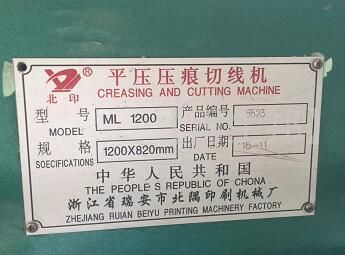 平压压痕切线机
CREASING AND CUTTING MACHINE
北印 ®
型号 ML 1200 产品编号 5523
MODEL SERIAL NO.
规格 1200X820mm 出厂日期 15-11
SOECIFICATIONS DATE
中华人民共和国
THE PEOPLE'S REPUBLIC OF CHONA
浙江省瑞安市北隅印刷机械厂
ZHEJIANG RUIAN BEIYU PRINTING MACHINERY FACTORY